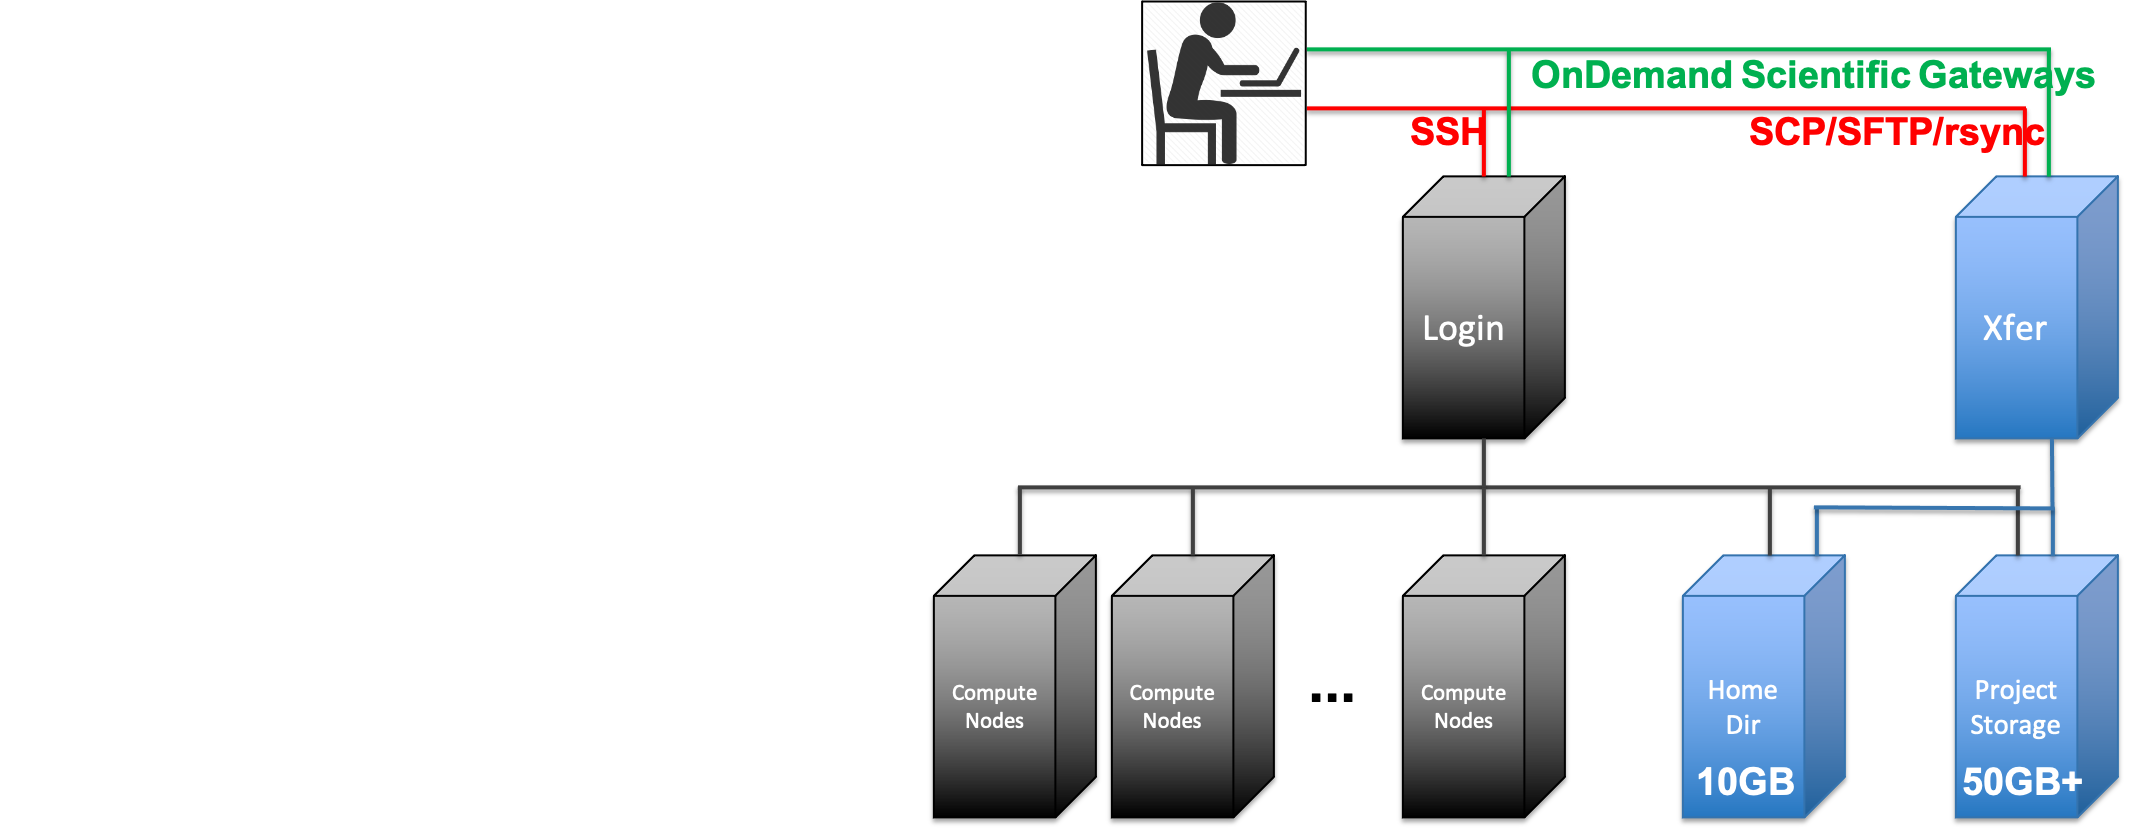 OnDemand Scientific Gateways
SSH
SCP/SFTP/rsync
Login
Xfer
Compute
Nodes
Compute
Nodes
...
Compute
Nodes
Home
Dir
10GB
Project
Storage
50GB+